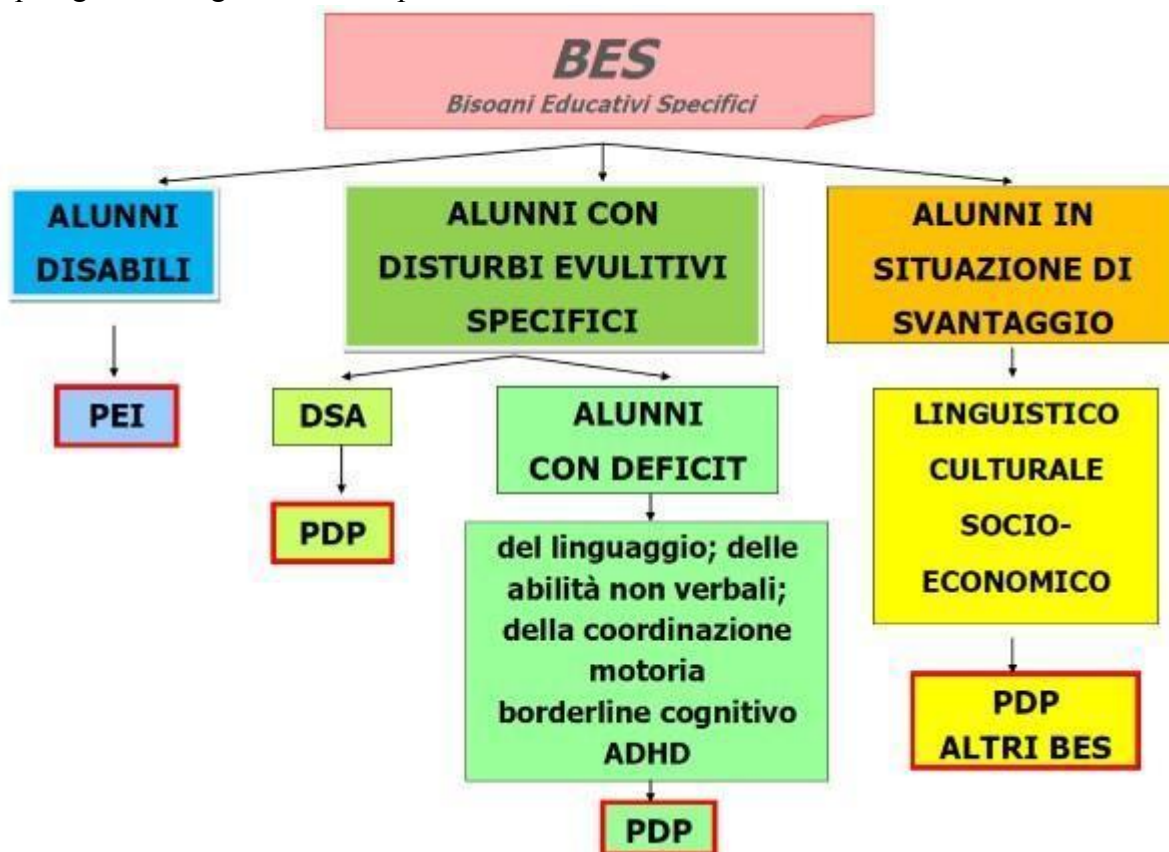 BES
Bisogni Educativi Specifici
ALUNNI
DISABILI
PEI
ALUNNI CON
DISTURBI EVULITIVI
SPECIFICI
DSA
PDP
ALUNNI
CON DEFICIT
del linguaggio; delle
abilità non verbali;
della coordinazione
motoria
borderline cognitivo
ADHD
PDP
ALUNNI IN
SITUAZIONE DI
SVANTAGGIO
LINGUISTICO
CULTURALE
SOCIO-
ECONOMICO
PDP
ALTRI BES